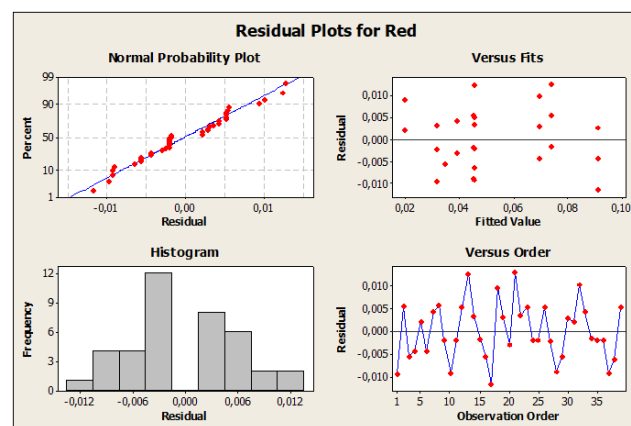 Residual Plots for Red
Normal Probability Plot
99
90
50
10
1
Percent
-0,01 0,00 0,01
Residual
Versus Fits
0,010
0,005
0,000
-0,005
-0,010
Residual
0,02 0,04 0,06 0,08 0,10
Fitted Value
Histogram
12
9
6
3
0
Frequency
-0,012 -0,006 0,000 0,006 0,012
Residual
Versus Order
0,010
0,005
0,000
-0,005
-0,010
Residual
1 5 10 15 20 25 30 35
Observation Order